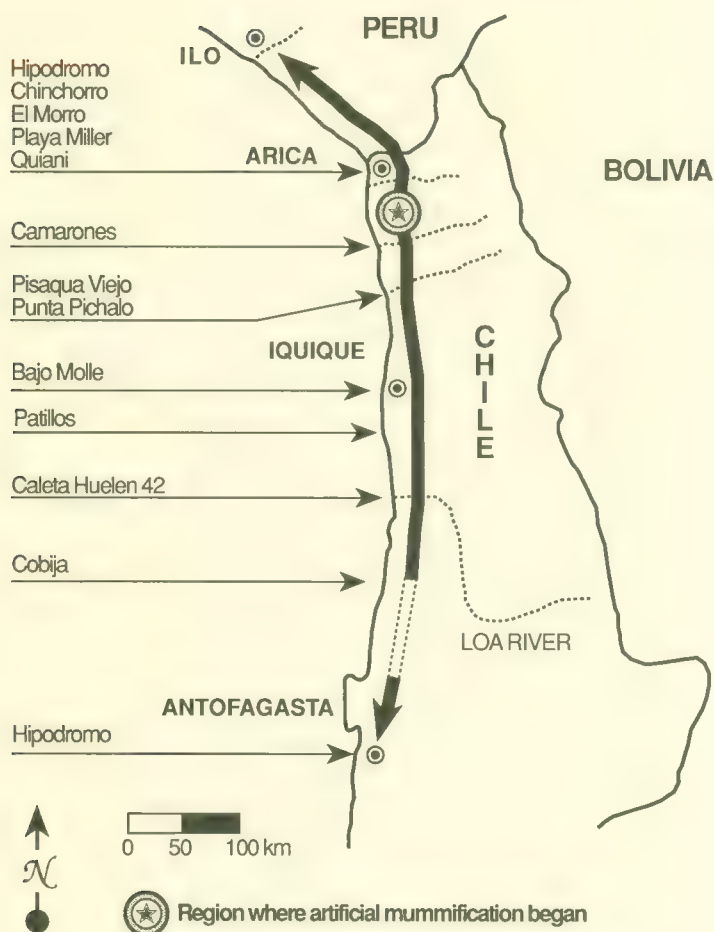 PERU
ILO
Hipodromo
Chinchorro
El Morro
Playa Miller
Quiani
ARICA
BOLIVIA
Camarones
Pisaqua Viejo
Punta Pichalo
IQUIQUE
CHILE
Bajo Molle
Patillos
Caleta Huelen 42
Cobija
LOA RIVER
ANTOFAGASTA
Hipodromo
N
0 50 100 km
Region where artificial mummification began